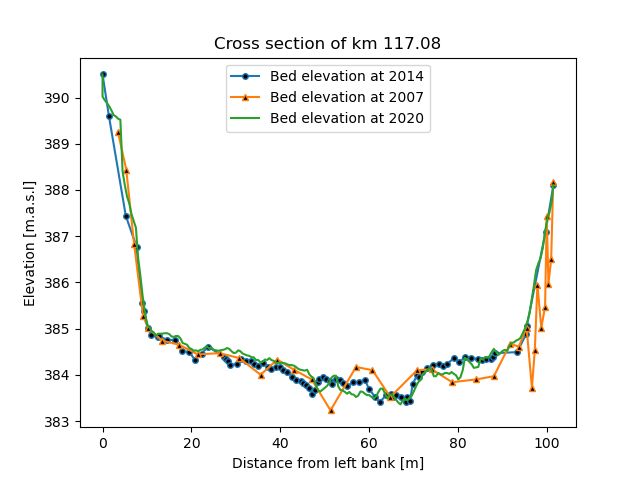 Cross section of km 117.08
Bed elevation at 2014
Bed elevation at 2007
Bed elevation at 2020
Elevation [m.a.s.l]
390
389
388
387
386
385
384
383
0 20 40 60 80 100
Distance from left bank [m]